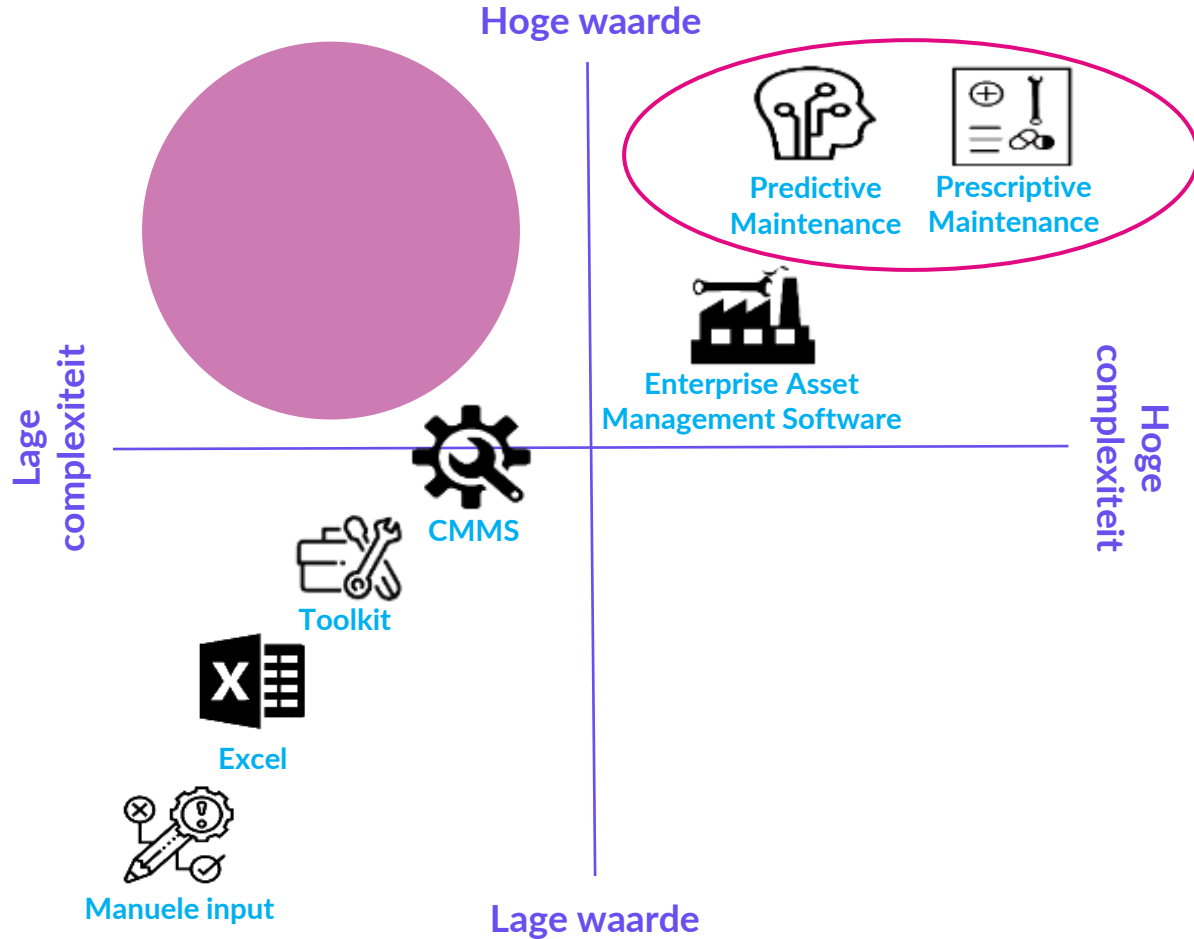 Hoge waarde
Predictive
Maintenance
Prescriptive
Maintenance
Enterprise Asset
Management Software
Lage
complexiteit
Hoge
complexiteit
CMMS
Toolkit
X
Excel
Manuele input
Lage waarde